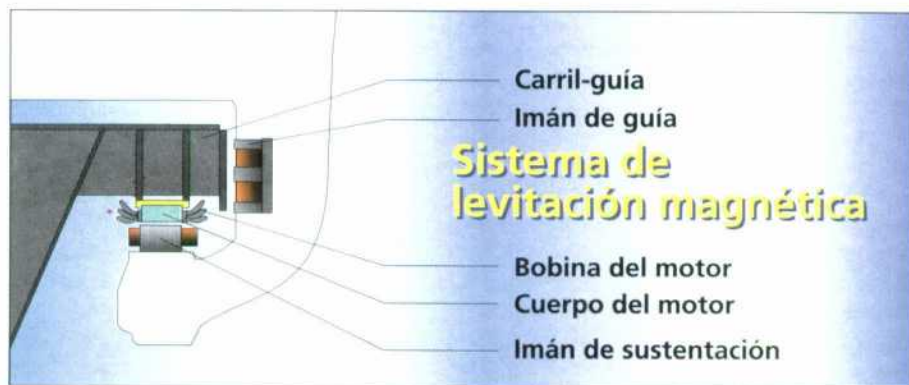 Carril-guía
Imán de guía
Sistema de
levitación magnética
Bobina del motor
Cuerpo del motor
Imán de sustentación